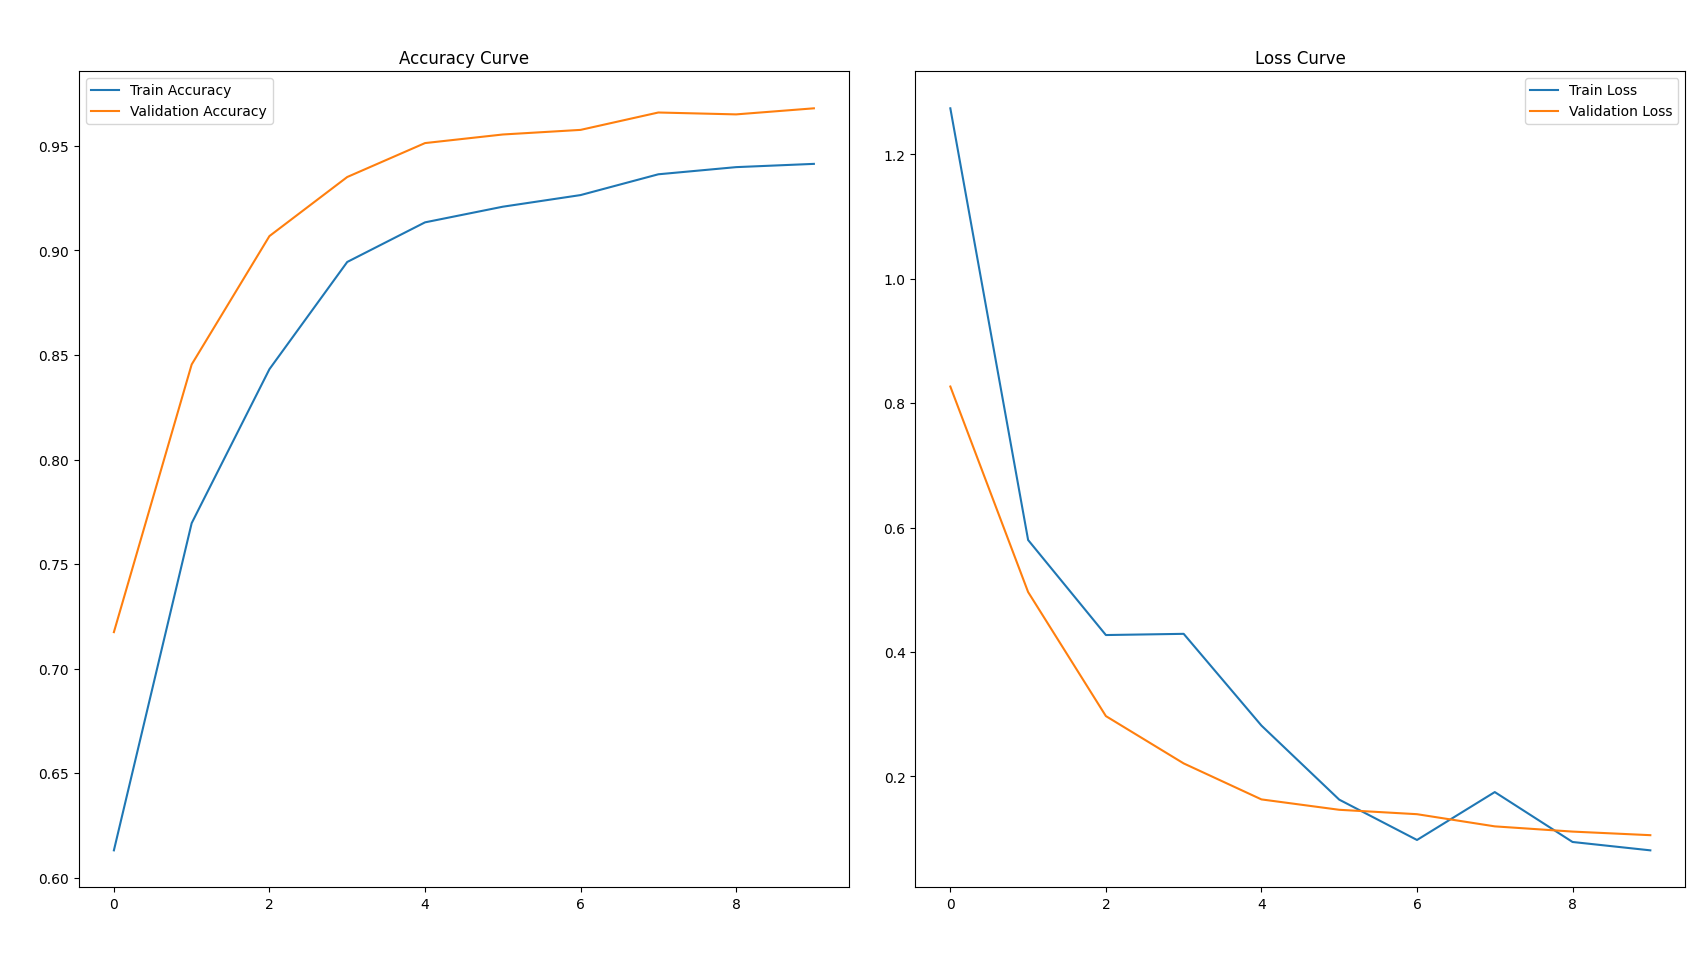 Accuracy Curve
Train Accuracy
Validation Accuracy
0.95
0.90
0.85
0.80
0.75
0.70
0.65
0.60
0 2 4 6 8
Loss Curve
Train Loss
Validation Loss
1.2
1.0
0.8
0.6
0.4
0.2
0 2 4 6 8